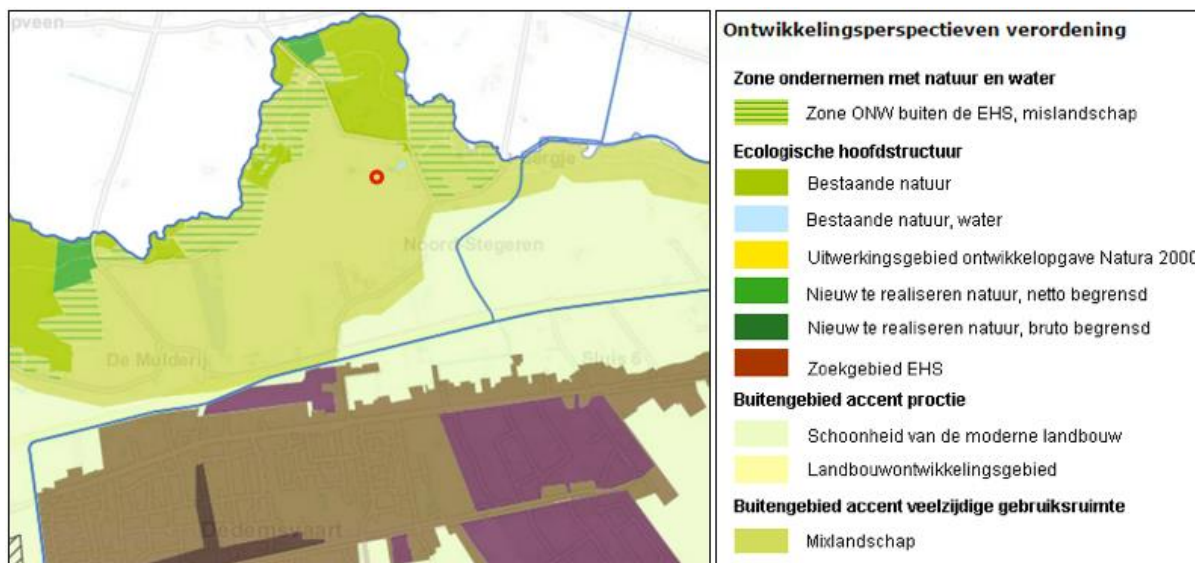 pveen
Noord-Stegeren
De Mulderij
Sluis 6
Dedemsvaart
Ontwikkelingsperspectieven verordening
Zone ondernemen met natuur en water
Zone ONW buiten de EHS, mislandschap
Ecologische hoofdstructuur
Bestaande natuur
Bestaande natuur, water
Uitwerkingsgebied ontwikkelopgave Natura 2000
Nieuw te realiseren natuur, netto begrensd
Nieuw te realiseren natuur, bruto begrensd
Zoekgebied EHS
Buitengebied accent proctie
Schoonheid van de moderne landbouw
Landbouwontwikkelingsgebied
Buitengebied accent veelzijdige gebruiksruimte
Mixlandschap